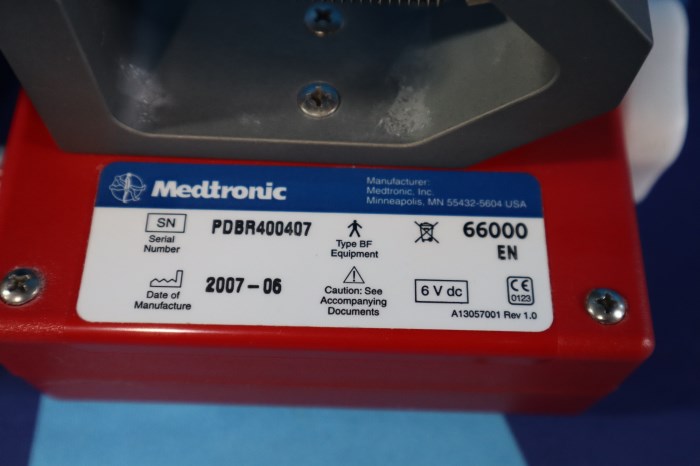 Medtronic
Manufacturer:
Medtronic, Inc.
Minneapolis, MN 55432-5604 USA
SN
Serial
Number
PDBR400407
Type BF
Equipment
66000
EN
Date of
Manufacture
2007-06
Caution: See
Accompanying
Documents
6 V dc
CE
0123
A13057001 Rev 1.0